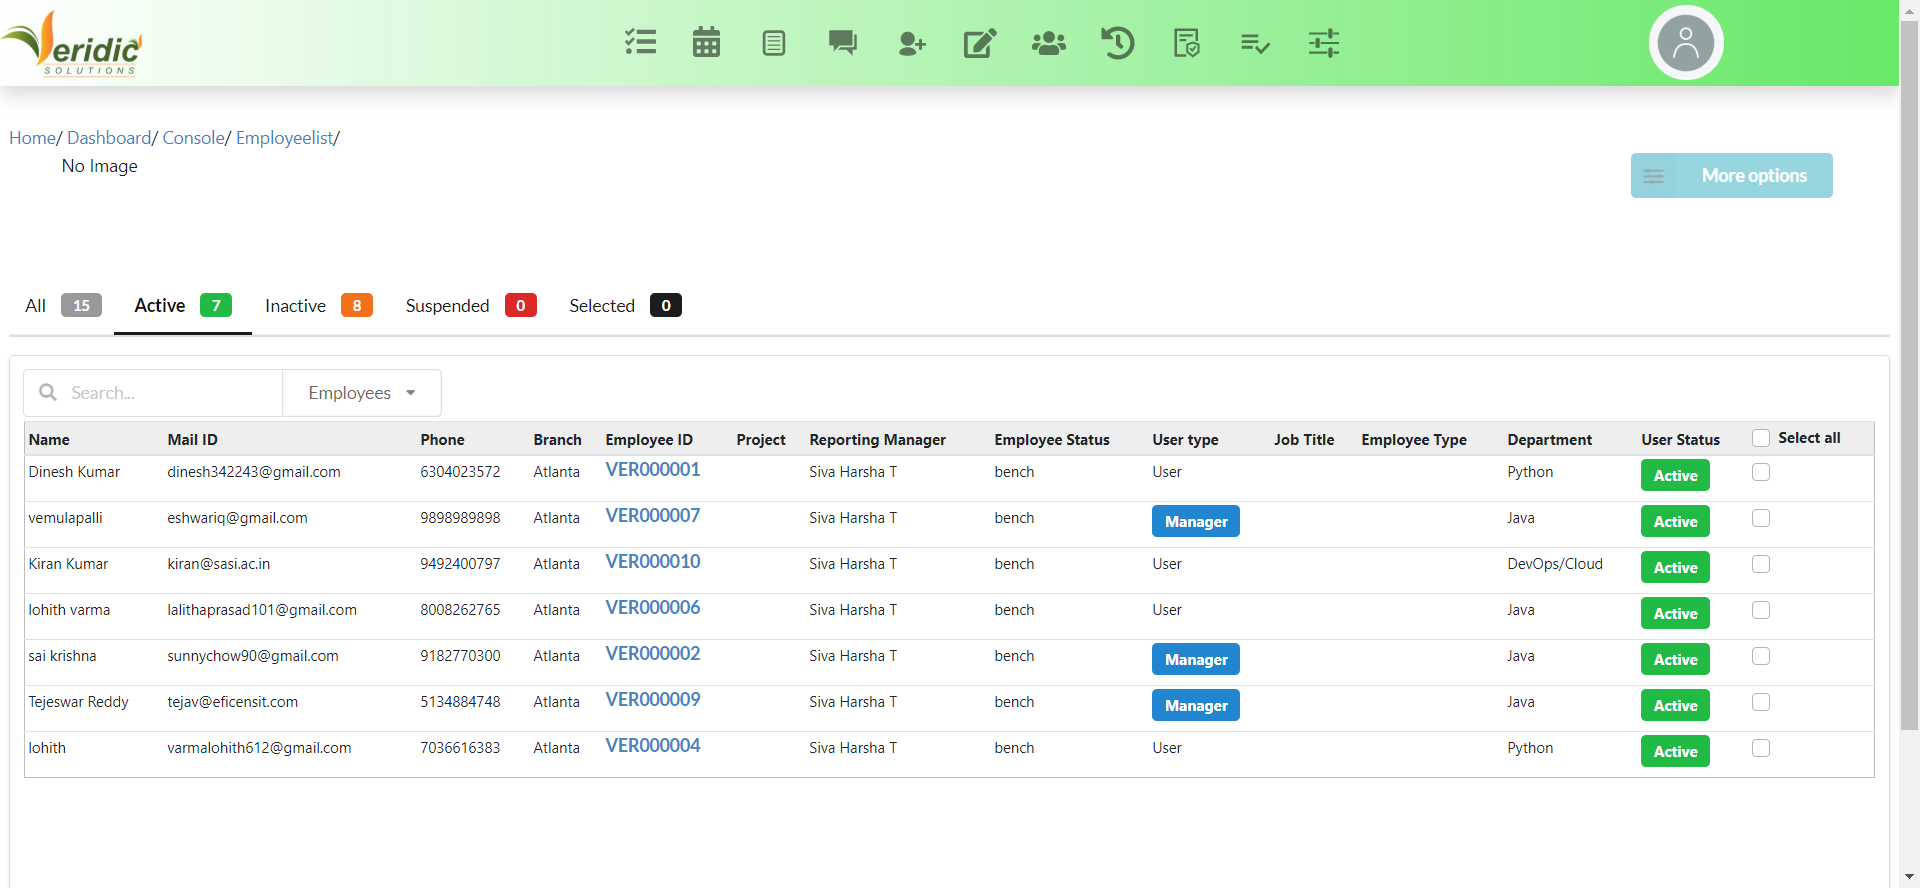 Veridic
SOLUTIONS
Home/ Dashboard/ Console/ Employeelist/
No Image
More options
All 15 Active 7 Inactive 8 Suspended 0 Selected 0
Search... Employees
Name Mail ID Phone Branch Employee ID Project Reporting Manager Employee Status User type Job Title Employee Type Department User Status Select all
Dinesh Kumar dinesh342243@gmail.com 6304023572 Atlanta VER000001 Siva Harsha T bench User Python Active
vemulapalli eshwariq@gmail.com 9898989898 Atlanta VER000007 Siva Harsha T bench Manager Java Active
Kiran Kumar kiran@sasi.ac.in 9492400797 Atlanta VER000010 Siva Harsha T bench User DevOps/Cloud Active
lohith varma lalithaprasad101@gmail.com 8008262765 Atlanta VER000006 Siva Harsha T bench User Java Active
sai krishna sunnychow90@gmail.com 9182770300 Atlanta VER000002 Siva Harsha T bench Manager Java Active
Tejeswar Reddy tejav@eficensit.com 5134884748 Atlanta VER000009 Siva Harsha T bench Manager Java Active
lohith varmalohith612@gmail.com 7036616383 Atlanta VER000004 Siva Harsha T bench User Python Active